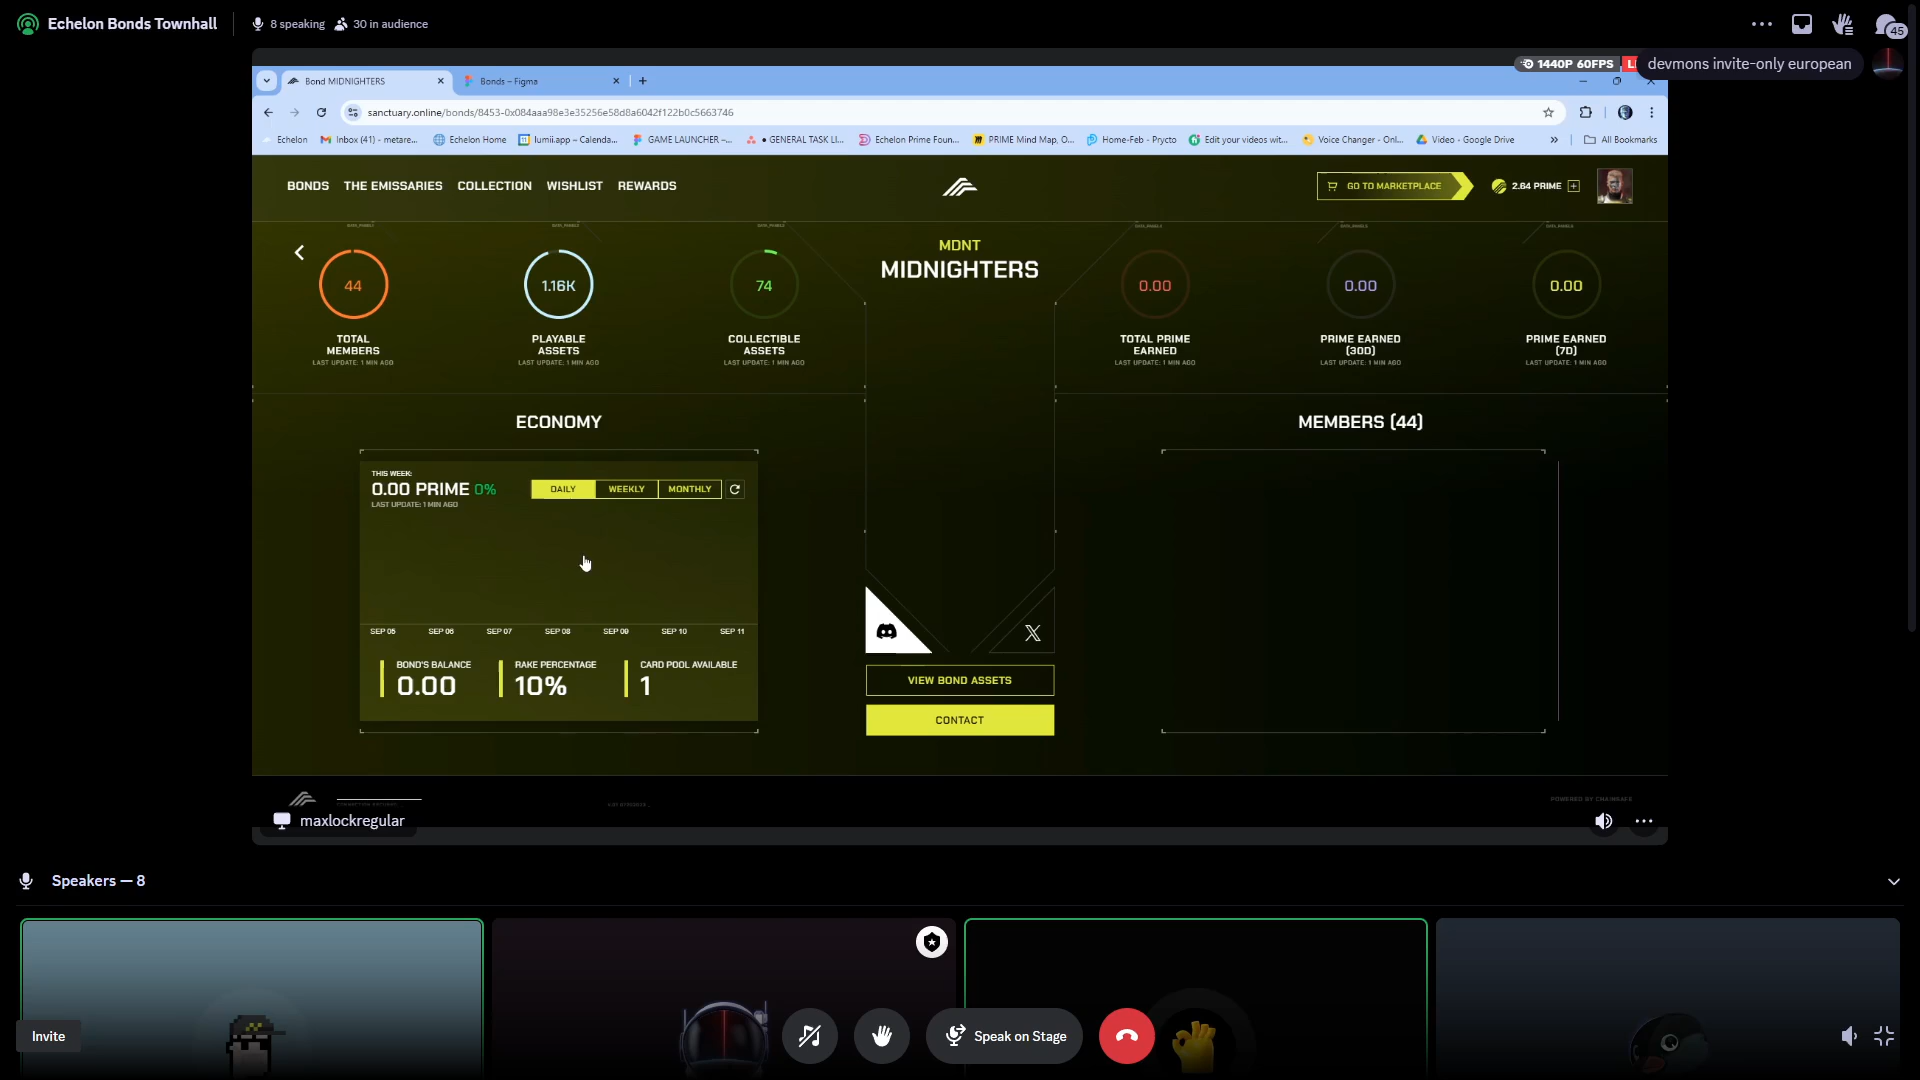 Echelon Bonds Townhall
8 speaking
30 in audience
45
1440P 60FPS
devmons invite-only european
Bond MIDNIGHTERS
Bonds – Figma
sanctuary.online/bonds/8453-0x084aaa98e3e35256e58d8a6042f122b0c5663746
Echelon
Inbox (41) - metare...
Echelon Home
lumii.app – Calenda...
GAME LAUNCHER –...
• GENERAL TASK LI...
Echelon Prime Foun...
PRIME Mind Map, O...
Home-Feb - Prycto
Edit your videos wit...
Voice Changer - Onl...
Video - Google Drive
»
All Bookmarks
BONDS
THE EMISSARIES
COLLECTION
WISHLIST
REWARDS
GO TO MARKETPLACE
2.64 PRIME
44
TOTAL
MEMBERS
LAST UPDATE: 1 MIN AGO
1.16K
PLAYABLE
ASSETS
LAST UPDATE: 1 MIN AGO
74
COLLECTIBLE
ASSETS
LAST UPDATE: 1 MIN AGO
MDNT
MIDNIGHTERS
0.00
TOTAL PRIME
EARNED
LAST UPDATE: 1 MIN AGO
0.00
PRIME EARNED
(30D)
LAST UPDATE: 1 MIN AGO
0.00
PRIME EARNED
(7D)
LAST UPDATE: 1 MIN AGO
ECONOMY
THIS WEEK:
0.00 PRIME 0%
LAST UPDATE: 1 MIN AGO
DAILY
WEEKLY
MONTHLY
SEP 05
SEP 06
SEP 07
SEP 08
SEP 09
SEP 10
SEP 11
BOND'S BALANCE
0.00
RAKE PERCENTAGE
10%
CARD POOL AVAILABLE
1
VIEW BOND ASSETS
CONTACT
MEMBERS (44)
POWERED BY CHAINSAFE
maxlockregular
Speakers — 8
Invite
Speak on Stage